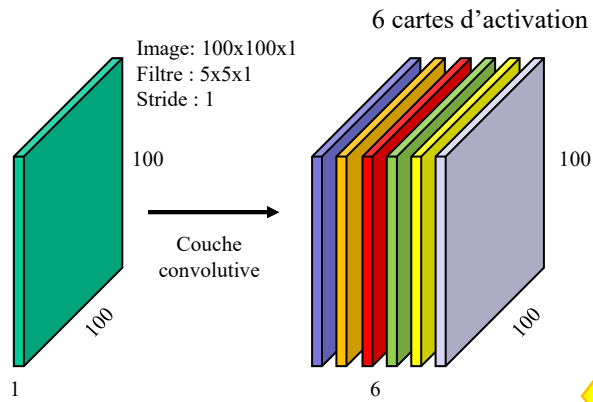 6 cartes d’activation
Image: 100x100x1
Filtre : 5x5x1
Stride : 1
100
100
Couche
convolutive
100
100
1
6